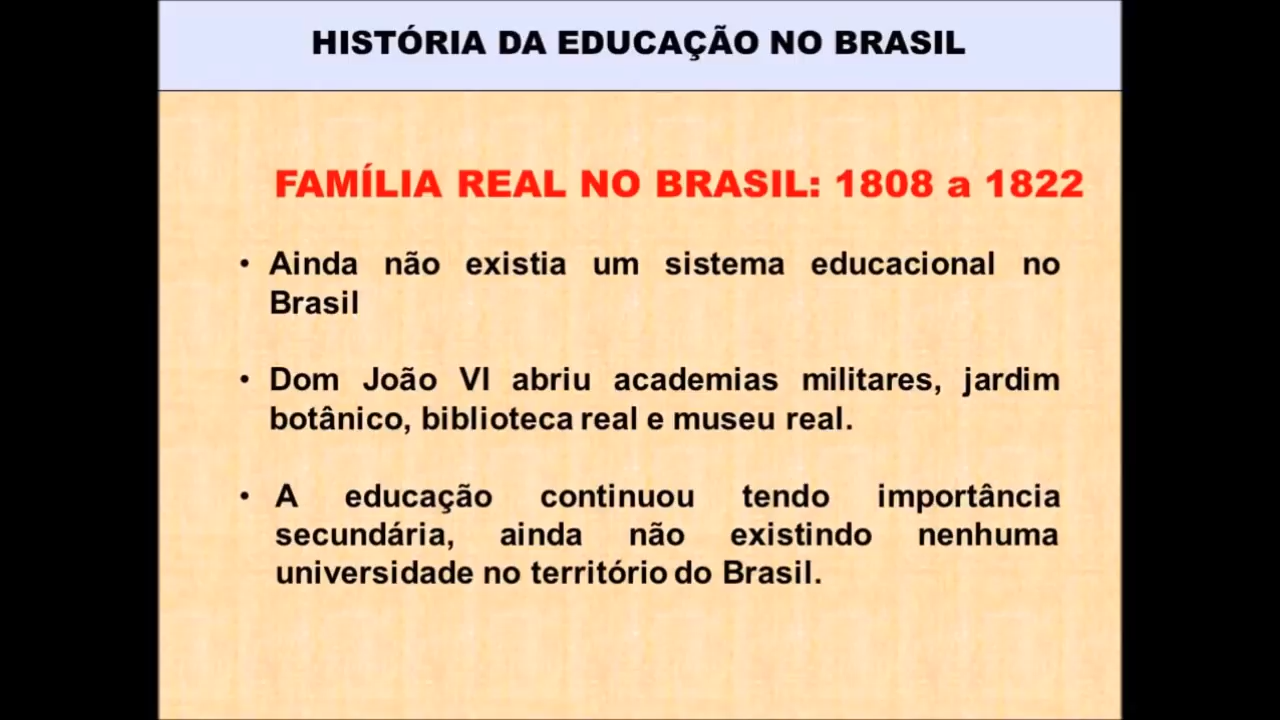 HISTÓRIA DA EDUCAÇÃO NO BRASIL
FAMÍLIA REAL NO BRASIL: 1808 a 1822
• Ainda não existia um sistema educacional no
Brasil
• Dom João VI abriu academias militares, jardim
botânico, biblioteca real e museu real.
• A educação continuou tendo importância
secundária, ainda não existindo nenhuma
universidade no território do Brasil.